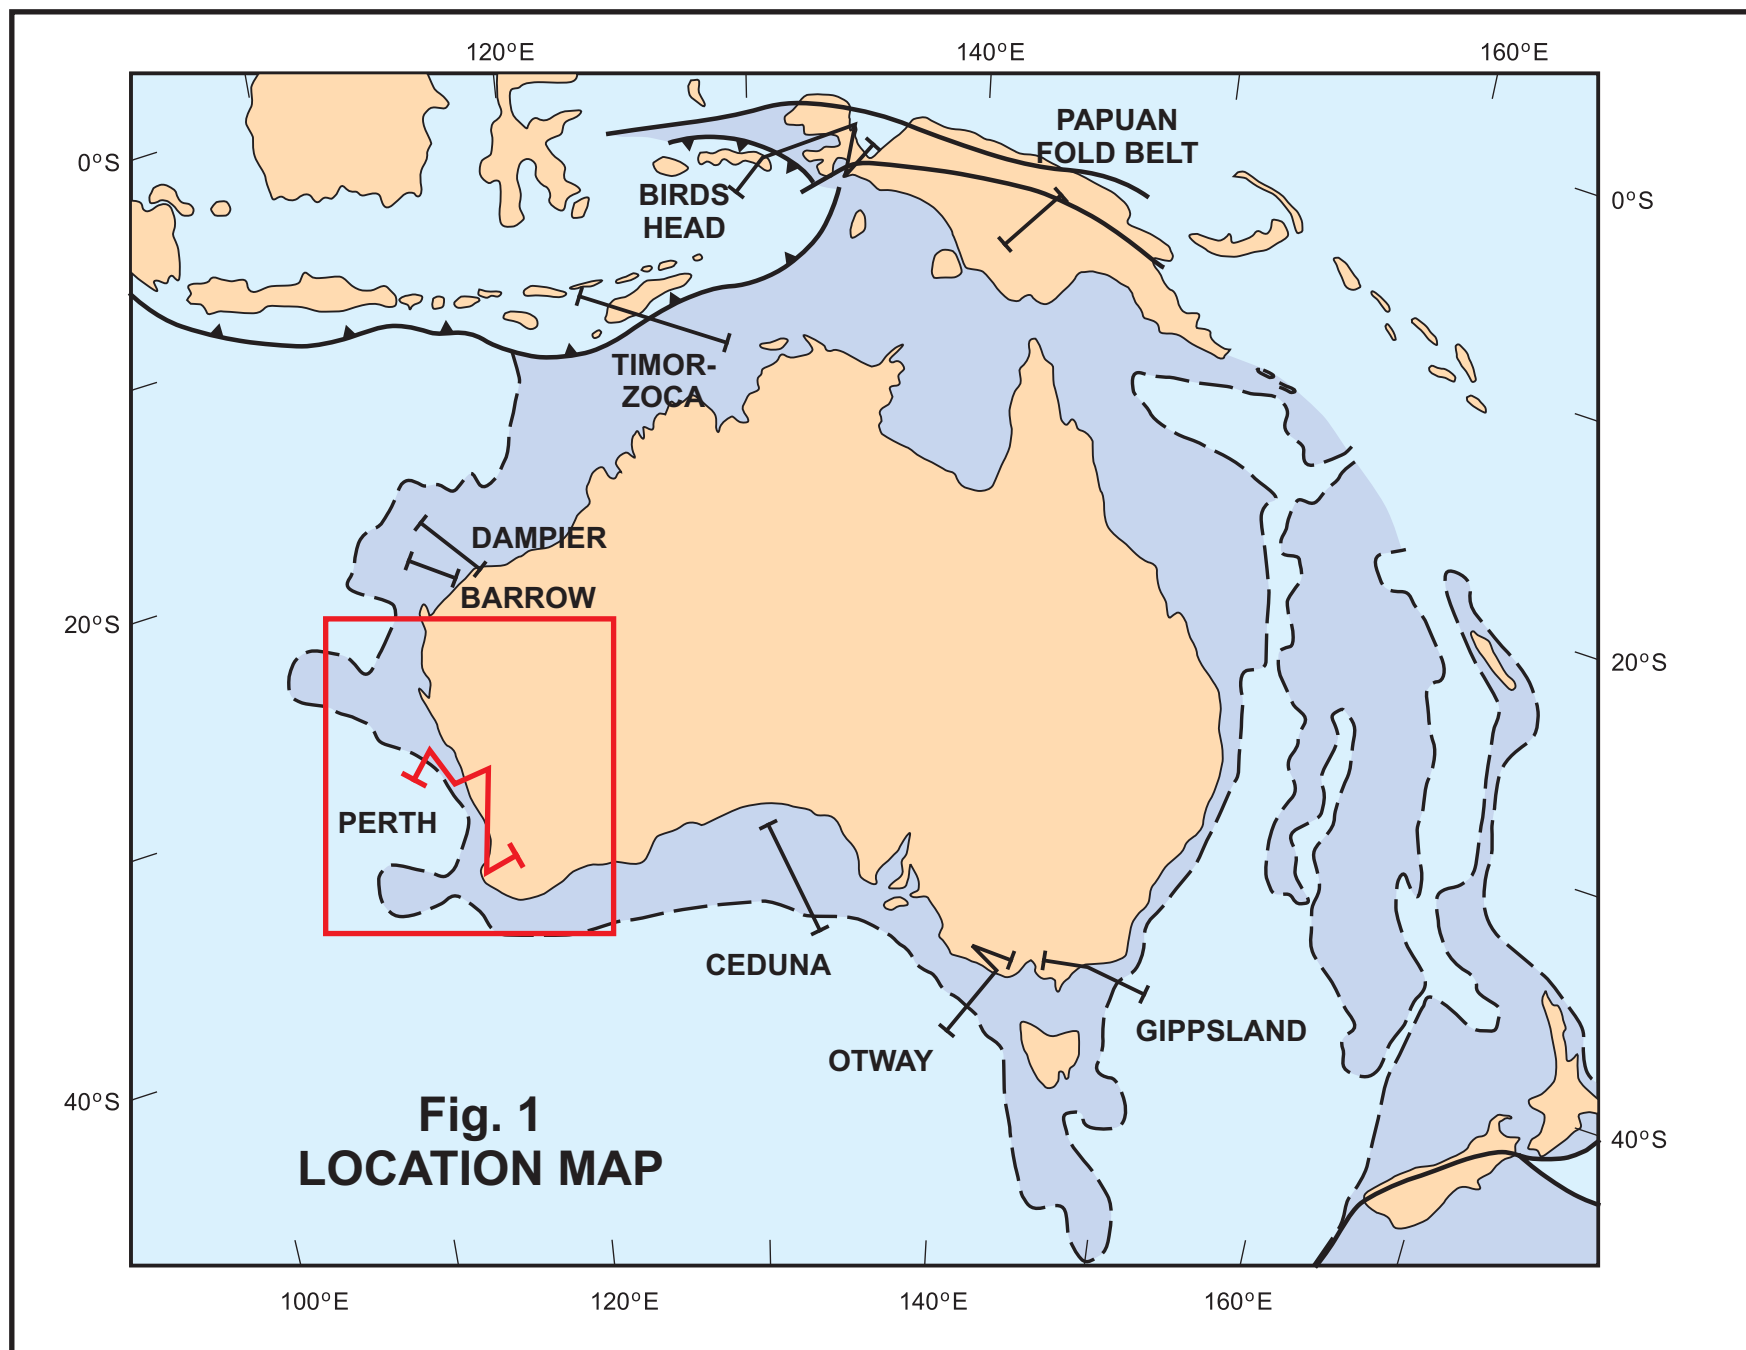 120°E 140°E 160°E
PAPUAN
FOLD BELT
0°S
BIRDS
HEAD
0°S
TIMOR-
ZOCA
DAMPIER
BARROW
20°S
20°S
PERTH
CEDUNA
GIPPSLAND
OTWAY
40°S
Fig. 1
LOCATION MAP
40°S
100°E 120°E 140°E 160°E